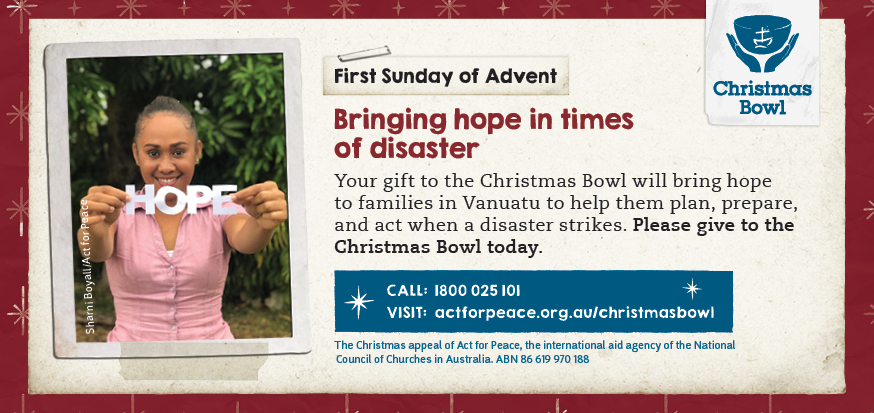 First Sunday of Advent
Christmas
Bowl
Bringing hope in times
of disaster
HOPE
Your gift to the Christmas Bowl will bring hope
to families in Vanuatu to help them plan, prepare,
and act when a disaster strikes. Please give to the
Christmas Bowl today.
CALL: 1800 025 101
VISIT: actforpeace.org.au/christmasbowl
Sharni Boyall/Act for Peace
The Christmas appeal of Act for Peace, the international aid agency of the National
Council of Churches in Australia. ABN 86 619 970 188